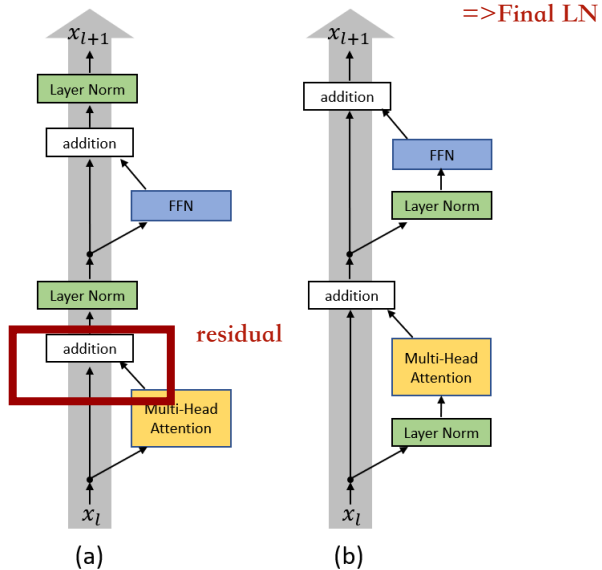 =>Final LN
x_{l+1}
Layer Norm
addition
FFN
Layer Norm
residual
addition
Multi-Head
Attention
x_l
(a)
x_{l+1}
addition
FFN
Layer Norm
addition
Multi-Head
Attention
Layer Norm
x_l
(b)